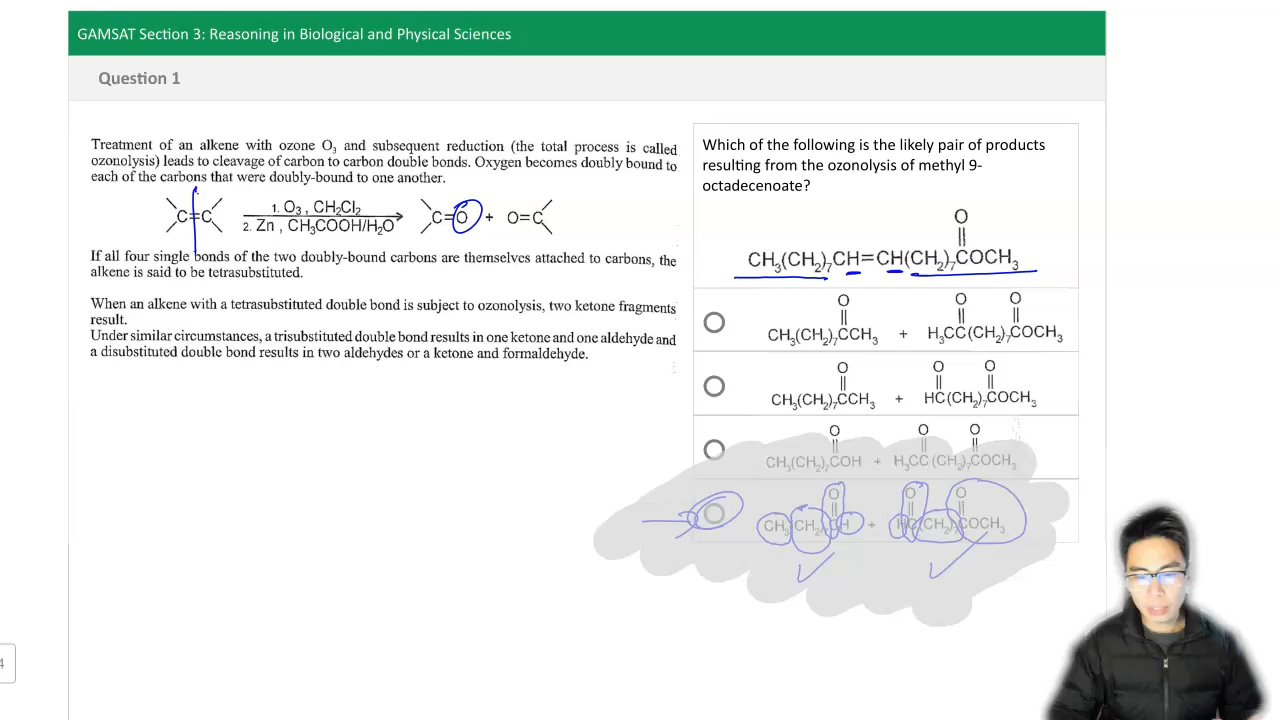 GAMSAT Section 3: Reasoning in Biological and Physical Sciences
Question 1
Treatment of an alkene with ozone O₃ and subsequent reduction (the total process is called
ozonolysis) leads to cleavage of carbon to carbon double bonds. Oxygen becomes doubly bound to
each of the carbons that were doubly-bound to one another.
C=C 1. O₃ , CH₂Cl₂ C=O + O=C
2. Zn , CH₃COOH/H₂O
If all four single bonds of the two doubly-bound carbons are themselves attached to carbons, the
alkene is said to be tetrasubstituted.
When an alkene with a tetrasubstituted double bond is subject to ozonolysis, two ketone fragments
result.
Under similar circumstances, a trisubstituted double bond results in one ketone and one aldehyde and
a disubstituted double bond results in two aldehydes or a ketone and formaldehyde.
Which of the following is the likely pair of products
resulting from the ozonolysis of methyl 9-
octadecenoate?
O
CH₃(CH₂)₇CH=CH(CH₂)₇COCH₃
O O O
CH₃(CH₂)₇CCH₃ + H₃CC(CH₂)₇COCH₃
O O O
CH₃(CH₂)₇CCH₃ + HC(CH₂)₇COCH₃
O O O
CH₃(CH₂)₇COH + H₃CC(CH₂)₇COCH₃
O O O
CH₃(CH₂)₇CH + HC(CH₂)₇COCH₃
4